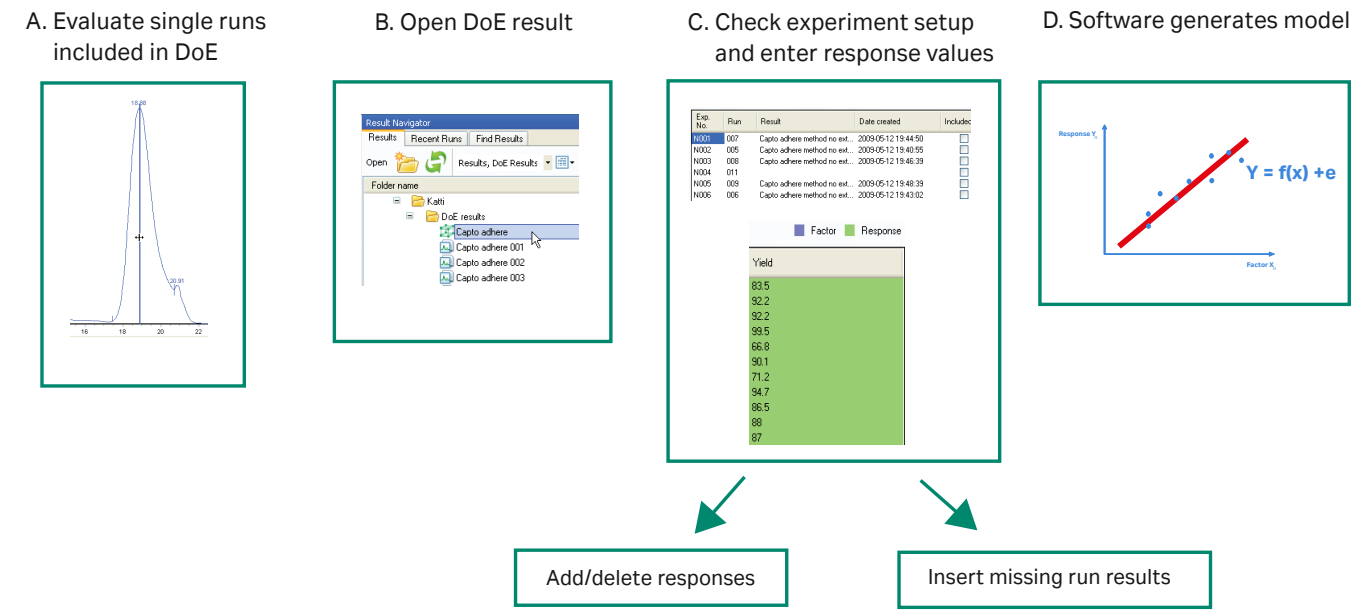 A. Evaluate single runs
included in DoE
B. Open DoE result
C. Check experiment setup
and enter response values
D. Software generates model
18.88
20.91
16 18 20 22
Result Navigator
Results Recent Runs Find Results
Open Results, DoE Results
Folder name
Katti
DoE results
Capto adhere
Capto adhere 001
Capto adhere 002
Capto adhere 003
Exp. No. Run Result Date created Included
N001 007 Capto adhere method no ext... 2009-05-12 19:44:50
N002 005 Capto adhere method no ext... 2009-05-12 19:40:55
N003 008 Capto adhere method no ext... 2009-05-12 19:46:39
N004 011
N005 009 Capto adhere method no ext... 2009-05-12 19:48:39
N006 006 Capto adhere method no ext... 2009-05-12 19:43:02
Factor Response
Yield
83.5
92.2
92.2
99.5
66.8
90.1
71.2
94.7
86.5
88
87
Response Yn
Y = f(x) +e
Factor Xn
Add/delete responses
Insert missing run results